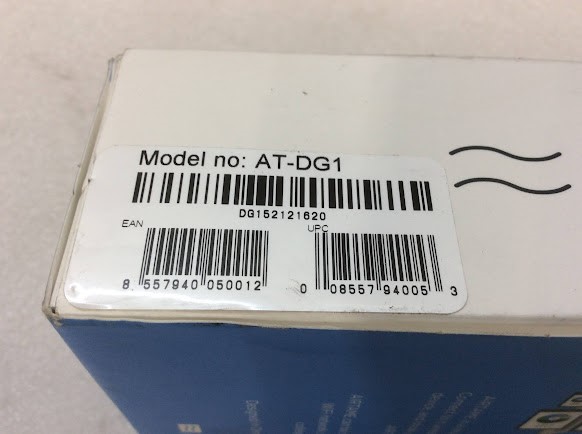 Model no: AT-DG1
DG152121620
EAN
UPC
8 557940 050012
0 08557 94005 3